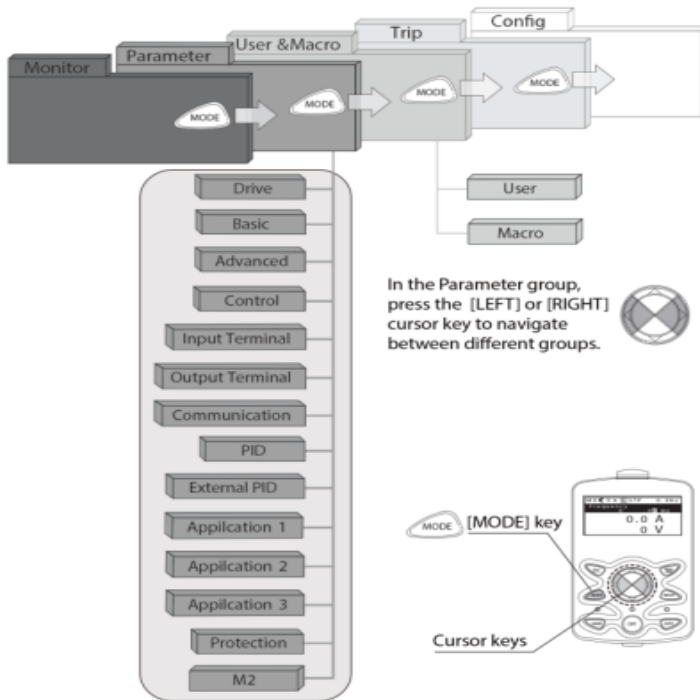 Config
Trip
User &Macro
Parameter
Monitor
MODE
MODE
MODE
MODE
Drive
Basic
Advanced
Control
Input Terminal
Output Terminal
Communication
PID
External PID
Appilcation 1
Appilcation 2
Appilcation 3
Protection
M2
User
Macro
In the Parameter group,
press the [LEFT] or [RIGHT]
cursor key to navigate
between different groups.
MODE [MODE] key
Cursor keys
Frequency
0.0 A
0 V